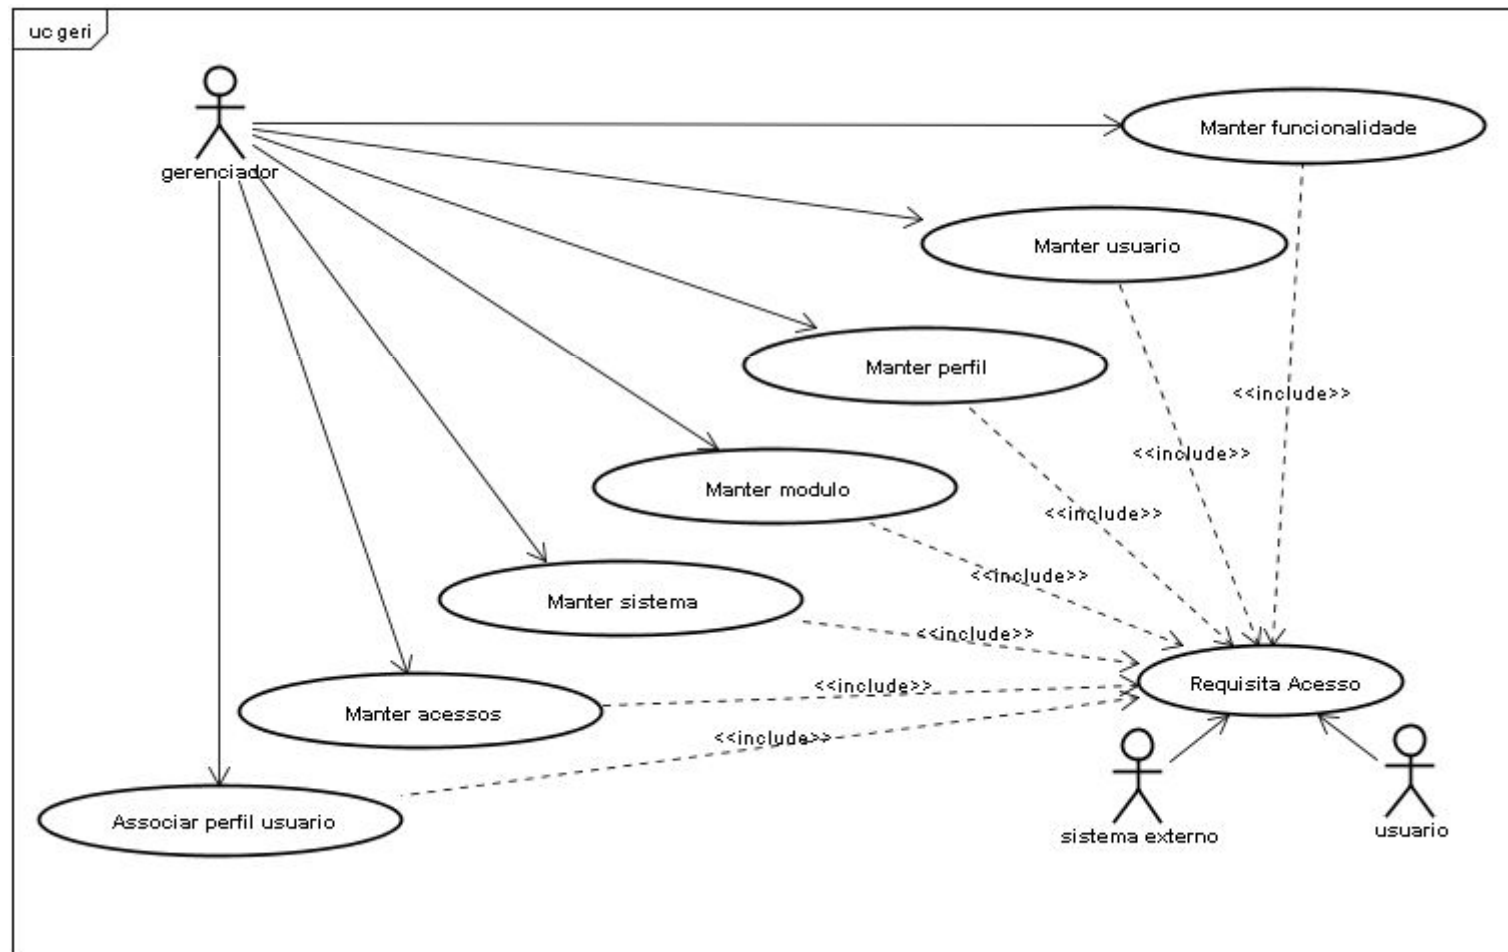 uc geri
gerenciador
Manter funcionalidade
Manter usuario
Manter perfil
<<include>>
<<include>>
Manter modulo
<<include>>
<<include>>
Manter sistema
<<include>>
Requisita Acesso
<<include>>
Manter acessos
<<include>>
Associar perfil usuario
sistema externo
usuario